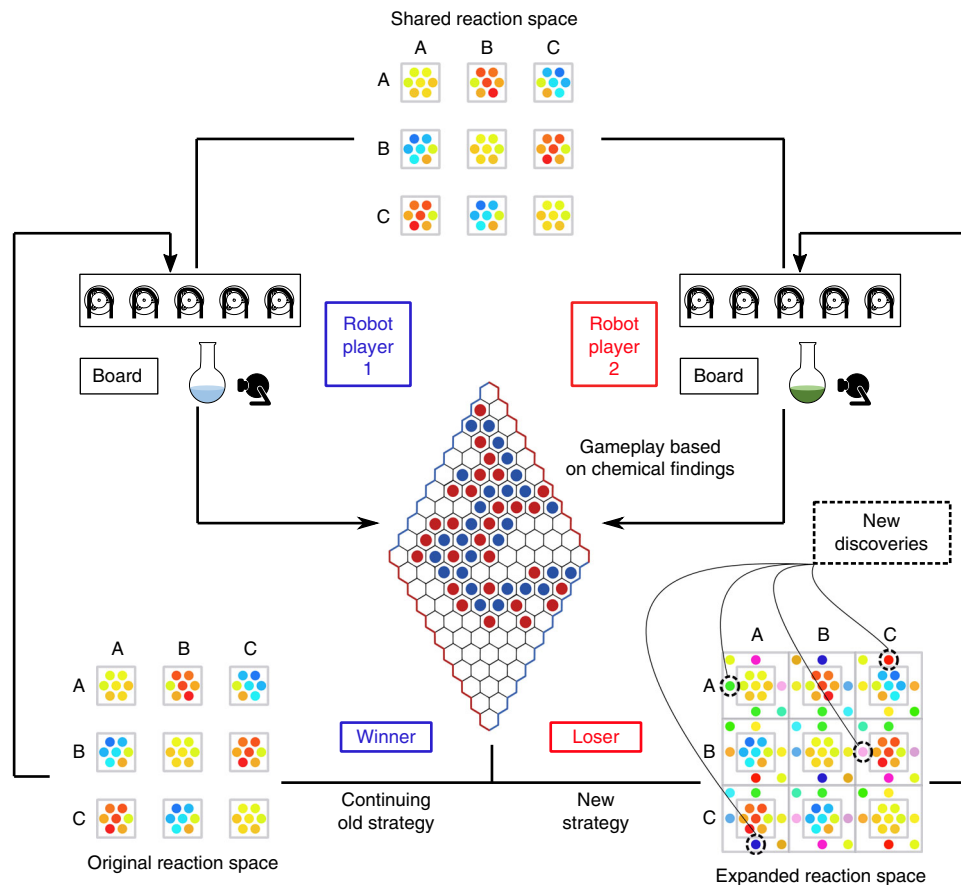 Shared reaction space
A B C
A
B
C
Robot
player
1
Robot
player
2
Board
Board
Gameplay based
on chemical findings
New
discoveries
A B C
A
B
C
A B C
A
B
C
Winner
Loser
Continuing
old strategy
New
strategy
Original reaction space
Expanded reaction space